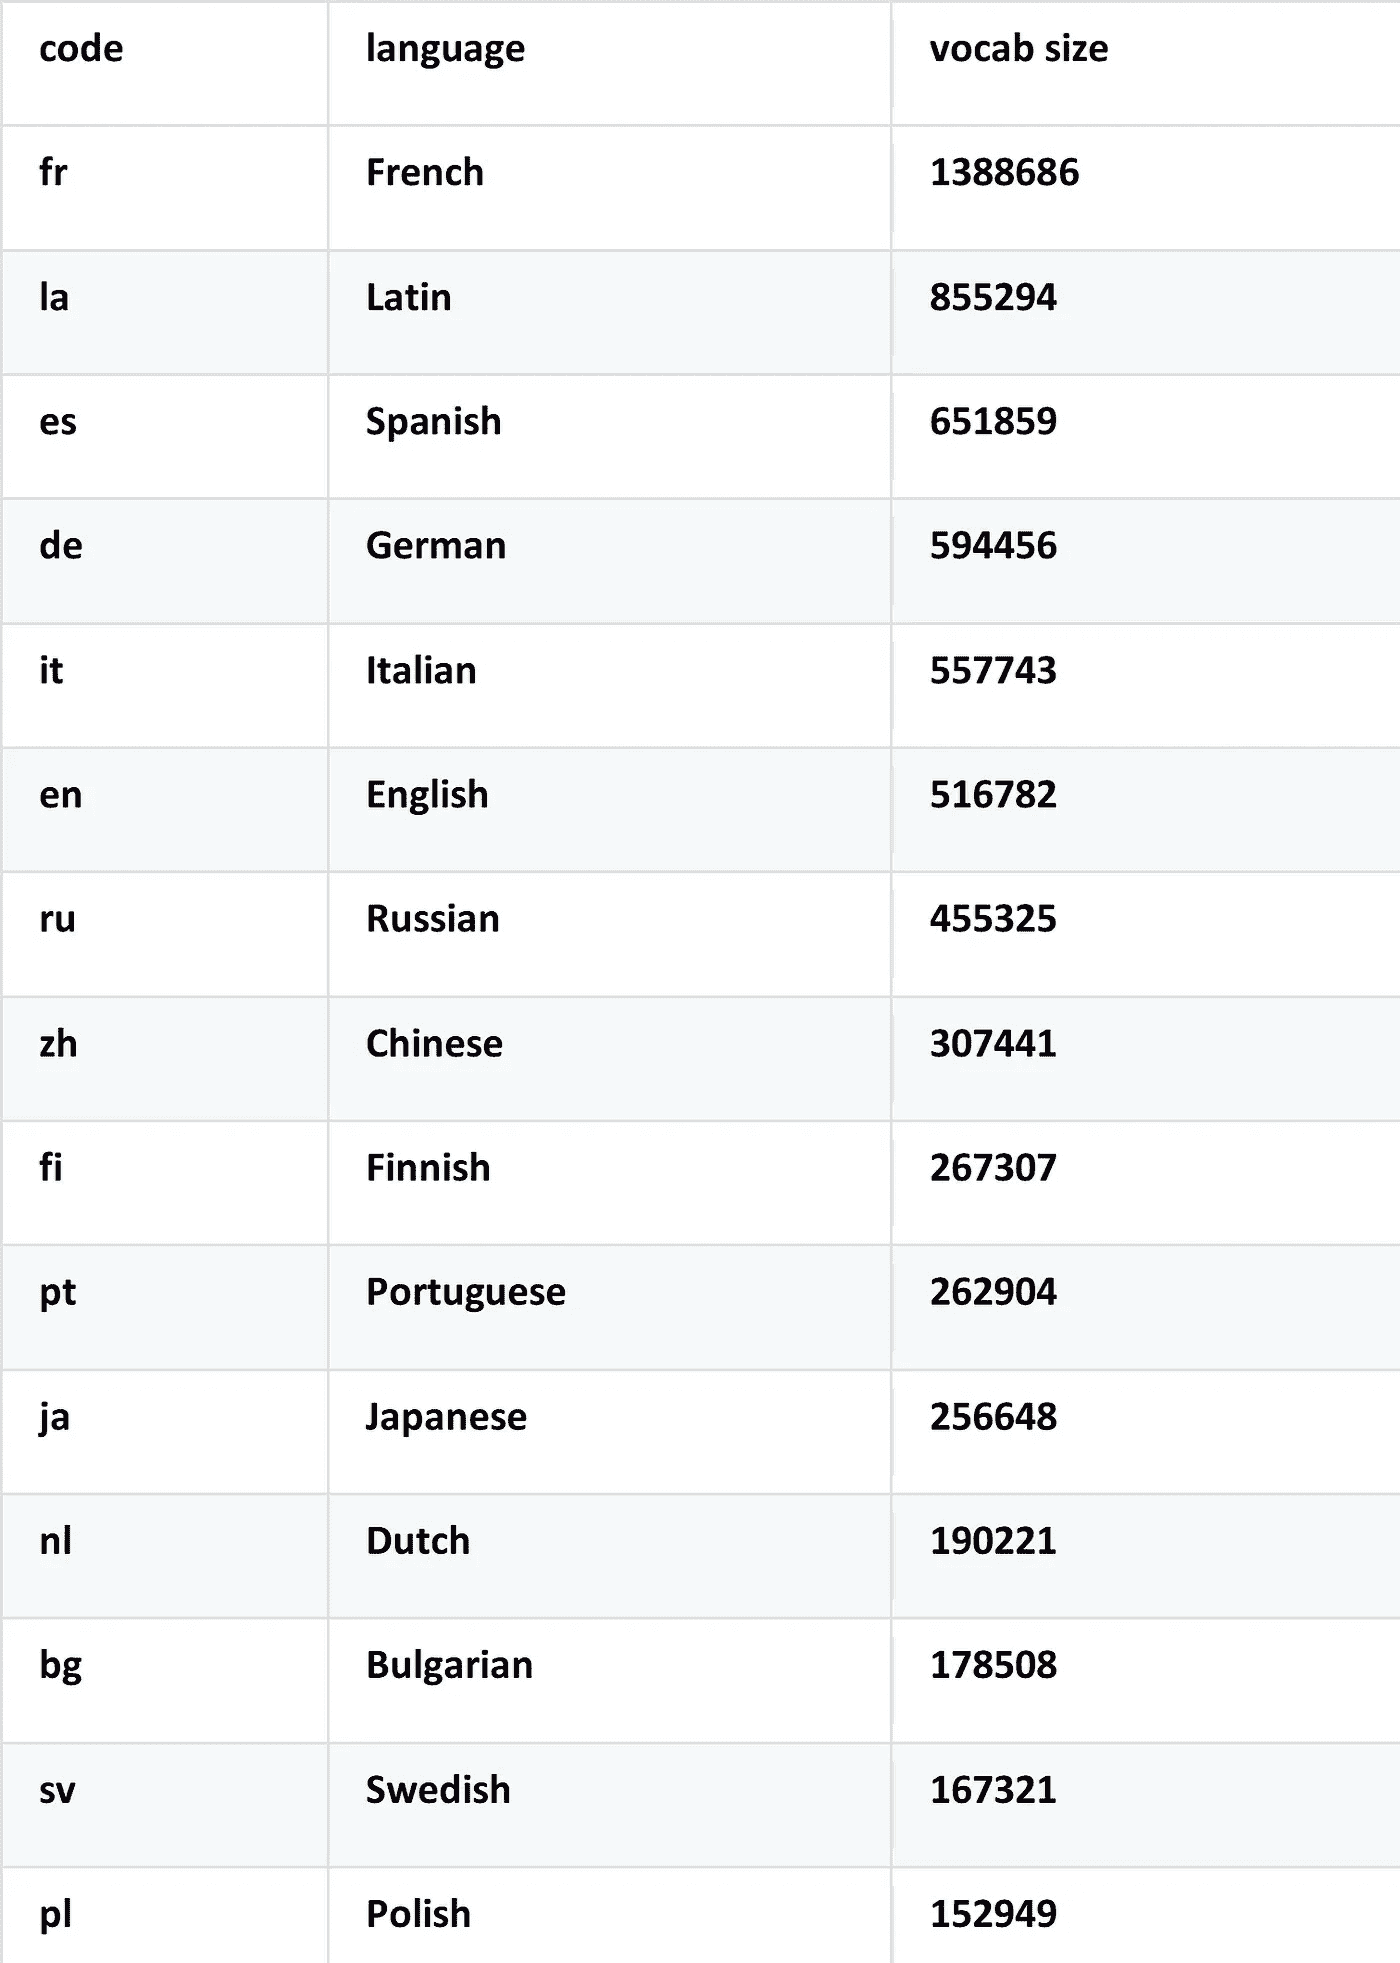 code language vocab size
fr French 1388686
la Latin 855294
es Spanish 651859
de German 594456
it Italian 557743
en English 516782
ru Russian 455325
zh Chinese 307441
fi Finnish 267307
pt Portuguese 262904
ja Japanese 256648
nl Dutch 190221
bg Bulgarian 178508
sv Swedish 167321
pl Polish 152949